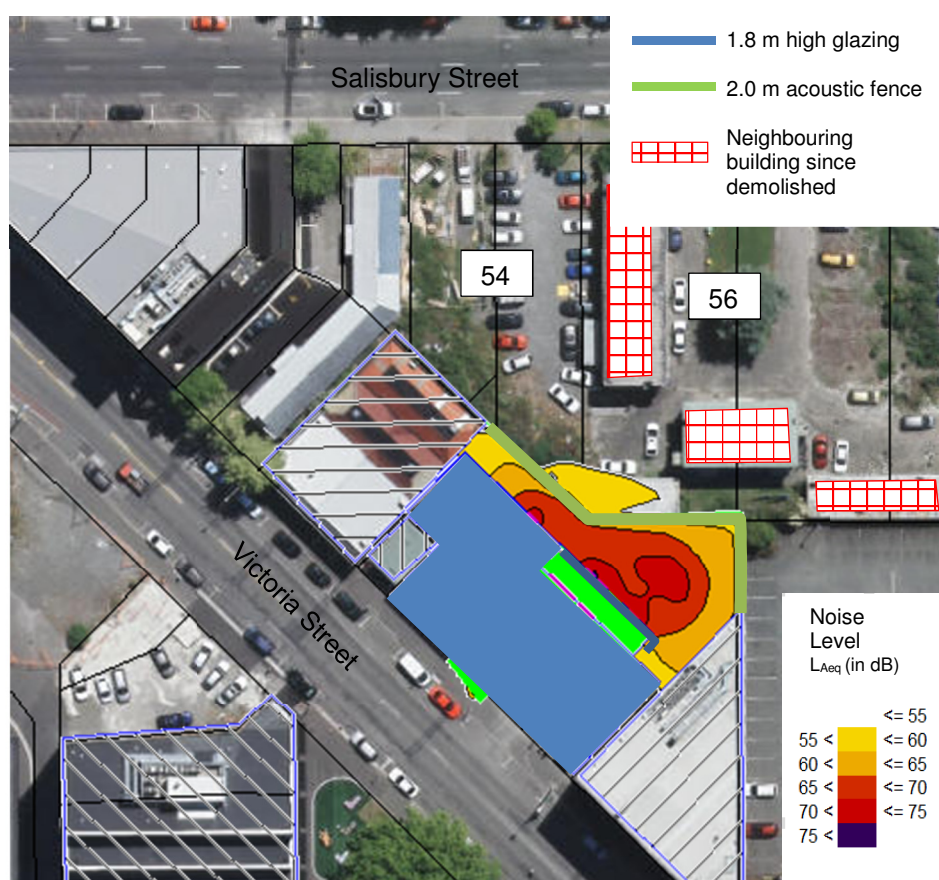 Salisbury Street
1.8 m high glazing
2.0 m acoustic fence
Neighbouring
building since
demolished
54
56
Victoria Street
Noise
Level
LAeq (in dB)
<= 55
55 < <= 60
60 < <= 65
65 < <= 70
70 < <= 75
75 <